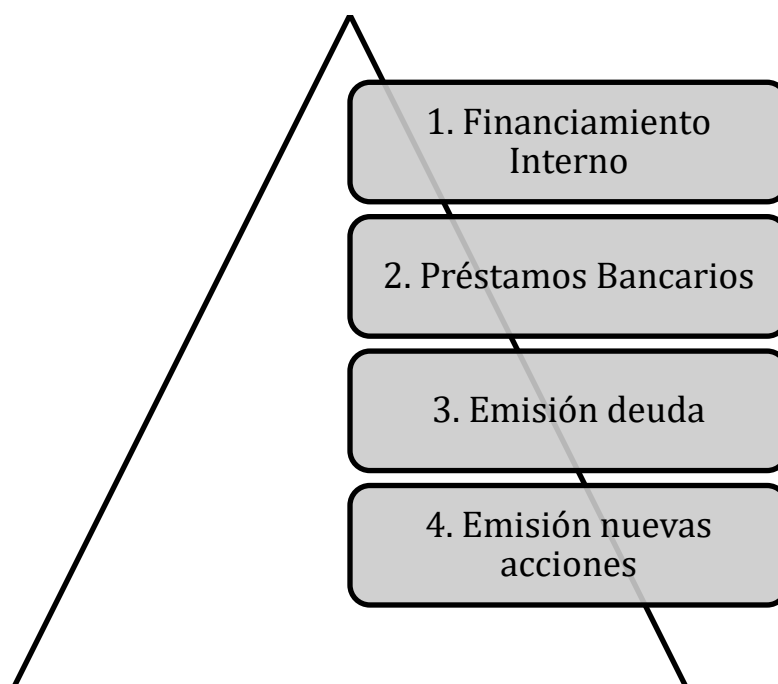 1. Financiamiento
Interno
2. Préstamos Bancarios
3. Emisión deuda
4. Emisión nuevas
acciones